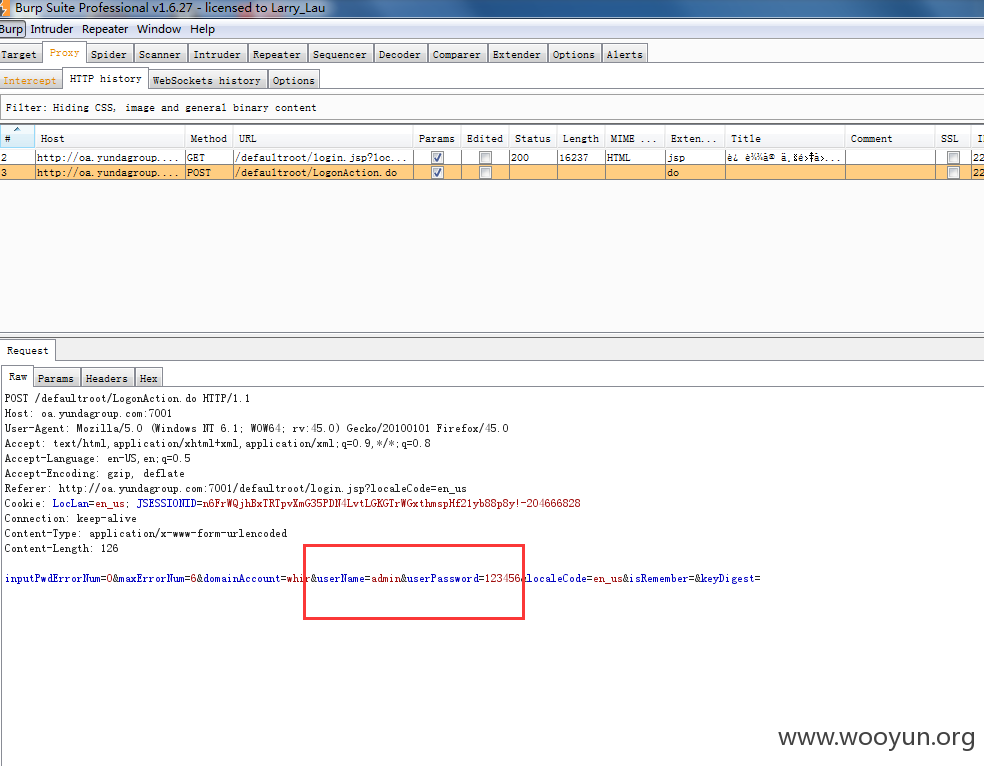 Burp Suite Professional v1.6.27 - licensed to Larry_Lau
Burp Intruder Repeater Window Help
Target Proxy Spider Scanner Intruder Repeater Sequencer Decoder Comparer Extender Options Alerts
Intercept HTTP history WebSockets history Options
Filter: Hiding CSS, image and general binary content
# Host Method URL Params Edited Status Length MIME ... Exten... Title Comment SSL
2 http://oa.yundagroup.... GET /defaultroot/login.jsp?loc... 200 16237 HTML jsp 22
3 http://oa.yundagroup.... POST /defaultroot/LogonAction.do do 22
Request
Raw Params Headers Hex
POST /defaultroot/LogonAction.do HTTP/1.1
Host: oa.yundagroup.com:7001
User-Agent: Mozilla/5.0 (Windows NT 6.1; WOW64; rv:45.0) Gecko/20100101 Firefox/45.0
Accept: text/html,application/xhtml+xml,application/xml;q=0.9,*/*;q=0.8
Accept-Language: en-US,en;q=0.5
Accept-Encoding: gzip, deflate
Referer: http://oa.yundagroup.com:7001/defaultroot/login.jsp?localeCode=en_us
Cookie: LocLan=en_us; JSESSIONID=n6FrWQjhBxTRTpvXmG35PDN4LvtLGKGTrWGxthmspHf21yb88p8y!-204666828
Connection: keep-alive
Content-Type: application/x-www-form-urlencoded
Content-Length: 126
inputPwdErrorNum=0&maxErrorNum=6&domainAccount=whir&userName=admin&userPassword=123456&localeCode=en_us&isRemember=&keyDigest=
www.wooyun.org